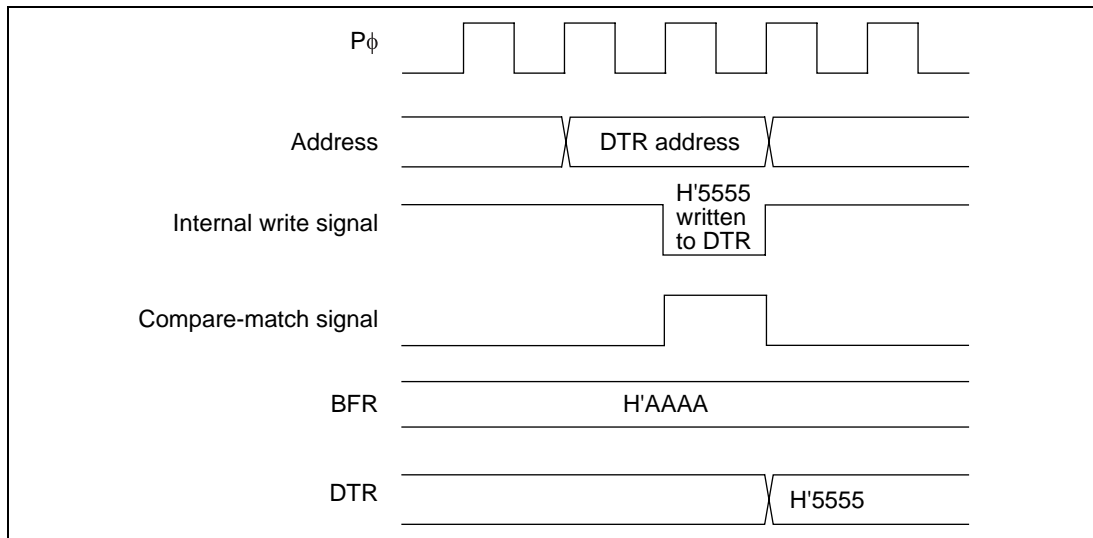 Pϕ
Address
DTR address
Internal write signal
H'5555
written
to DTR
Compare-match signal
BFR
H'AAAA
DTR
H'5555